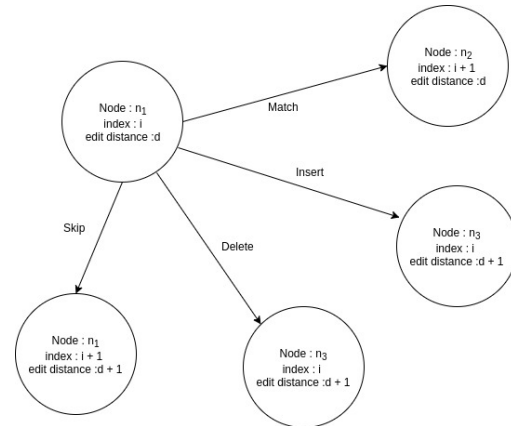 Node : n₂
index : i + 1
edit distance :d
Node : n₁
index : i
edit distance :d
Match
Insert
Node : n₃
index : i
edit distance :d + 1
Skip
Delete
Node : n₁
index : i + 1
edit distance :d + 1
Node : n₃
index : i
edit distance :d + 1